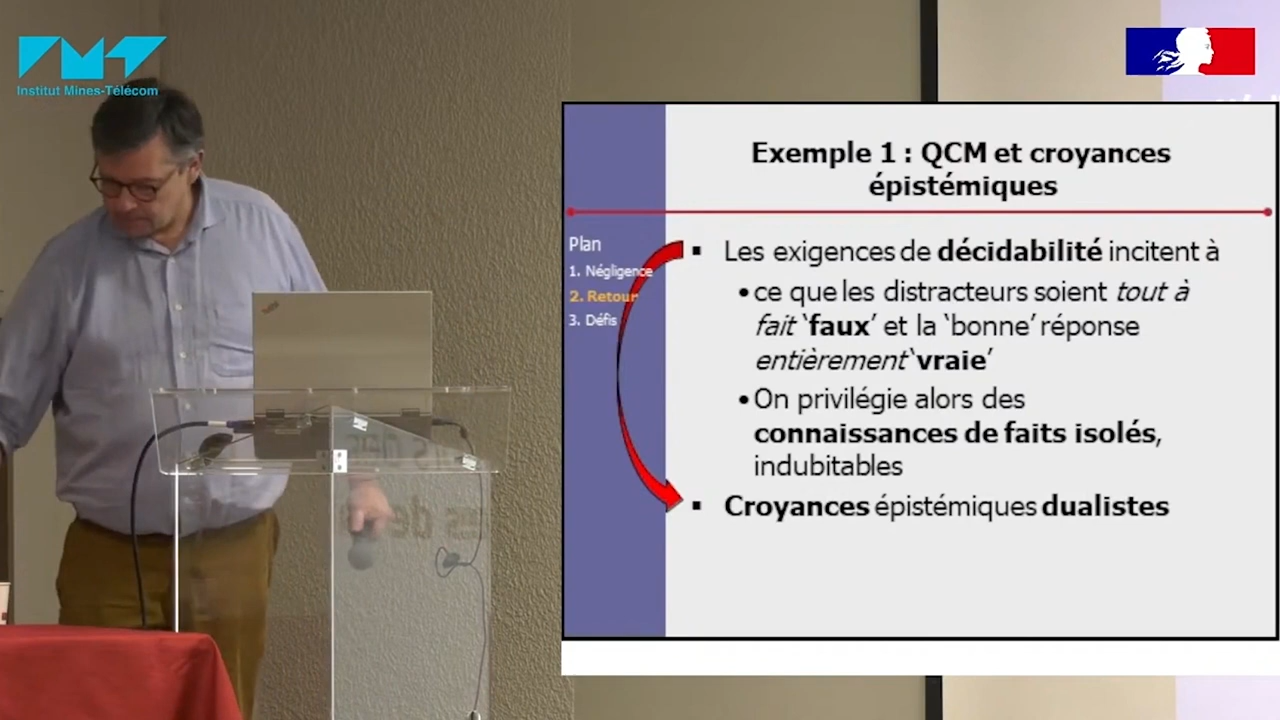 Institut Mines-Télécom
Exemple 1 : QCM et croyances
épistémiques
Plan
1. Négligence
2. Retour
3. Défis
▪ Les exigences de décidabilité incitent à
• ce que les distracteurs soient tout à
fait ‘faux’ et la ‘bonne’ réponse
entièrement ‘vraie’
• On privilégie alors des
connaissances de faits isolés,
indubitables
▪ Croyances épistémiques dualistes